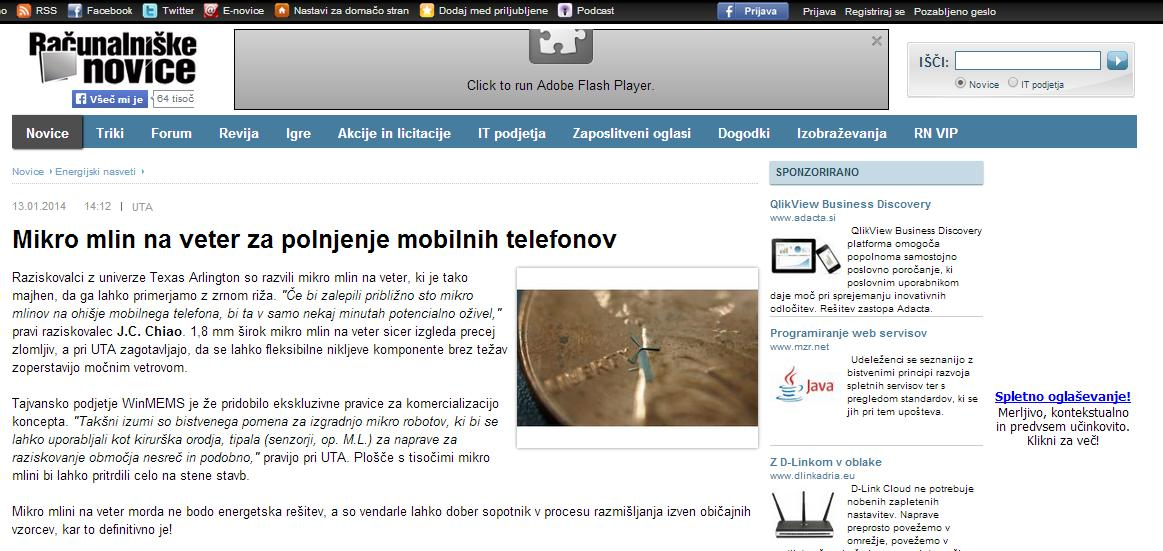 RSS Facebook Twitter E-novice Nastavi za domačo stran Dodaj med priljubljene Podcast Prijava Prijava Registriraj se Pozabljeno geslo
Računalniške
novice
Všeč mi je 64 tisoč
Click to run Adobe Flash Player.
IŠČI:
Novice IT podjetja
Novice Triki Forum Revija Igre Akcije in licitacije IT podjetja Zaposlitveni oglasi Dogodki Izobraževanja RN VIP
Novice Energijski nasveti
13.01.2014 14:12 | UTA
Mikro mlin na veter za polnjenje mobilnih telefonov
Raziskovalci z univerze Texas Arlington so razvili mikro mlin na veter, ki je tako
majhen, da ga lahko primerjamo z zrnom riža. "Če bi zalepili približno sto mikro
mlinov na ohišje mobilnega telefona, bi ta v samo nekaj minutah potencialno oživel,"
pravi raziskovalec J.C. Chiao. 1,8 mm širok mikro mlin na veter sicer izgleda precej
zlomljiv, a pri UTA zagotavljajo, da se lahko fleksibilne nikljeve komponente brez težav
zoperstavijo močnim vetrovom.
Tajvansko podjetje WinMEMS je že pridobilo ekskluzivne pravice za komercializacijo
koncepta. "Takšni izumi so bistvenega pomena za izgradnjo mikro robotov, ki bi se
lahko uporabljali kot kirurška orodja, tipala (senzorji, op. M.L.) za naprave za
raziskovanje območja nesreč in podobno," pravijo pri UTA. Plošče s tisočimi mikro
mlini bi lahko pritrdili celo na stene stavb.
Mikro mlini na veter morda ne bodo energetska rešitev, a so vendarle lahko dober sopotnik v procesu razmišljanja izven običajnih
vzorcev, kar to definitivno je!
LIBERTY
SPONZORIRANO
QlikView Business Discovery
www.adacta.si
QlikView Business Discovery
platforma omogoča
popolnoma samostojno
poslovno poročanje, ki
poslovnim uporabnikom
daje moč pri sprejemanju inovativnih
odločitev. Rešitev zastopa Adacta.
Programiranje web servisov
www.mzr.net
Udeleženci se seznanijo z
bistvenimi principi razvoja
spletnih servisov ter s
pregledom standardov, ki se
jih pri tem upošteva.
Java
Z D-Linkom v oblake
www.dlinkadria.eu
D-Link Cloud ne potrebuje
nobenih zapletenih
nastavitev. Naprave
preprosto povežemo v
omrežje, povežemo v
Spletno oglaševanje!
Merljivo, kontekstualno
in predvsem učinkovito.
Klikni za več!